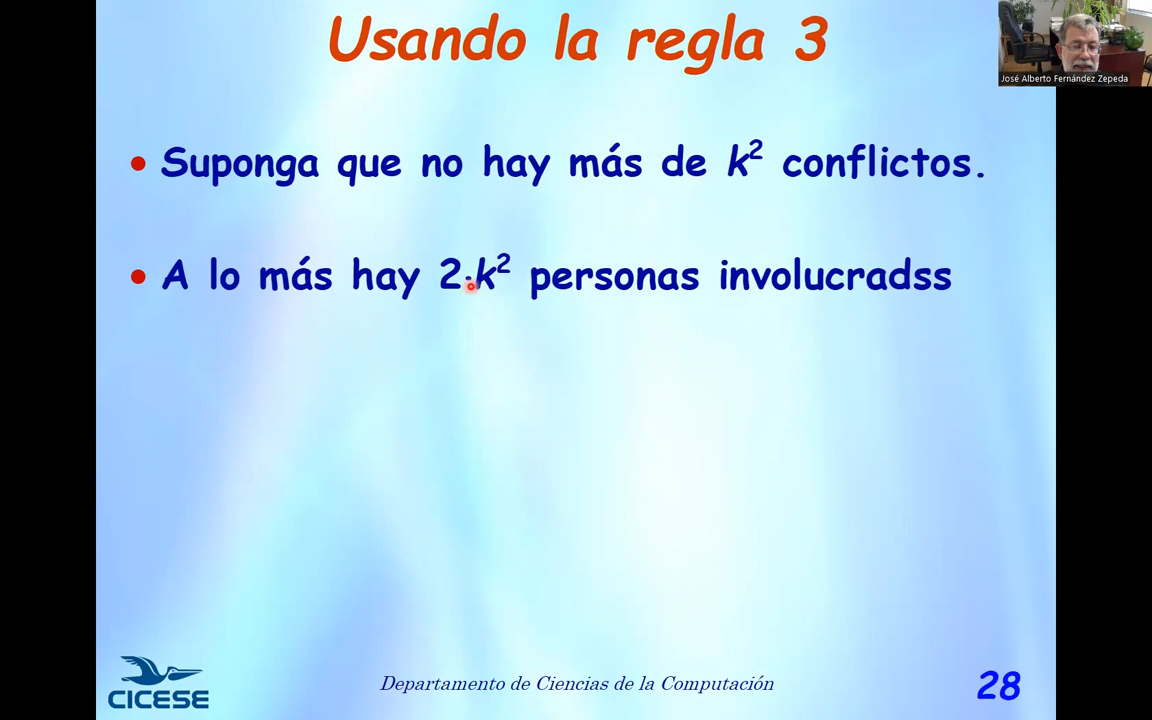 Usando la regla 3
José Alberto Fernández Zepeda
• Suponga que no hay más de k² conflictos.
• A lo más hay 2·k² personas involucradss
CICESE
Departamento de Ciencias de la Computación
28